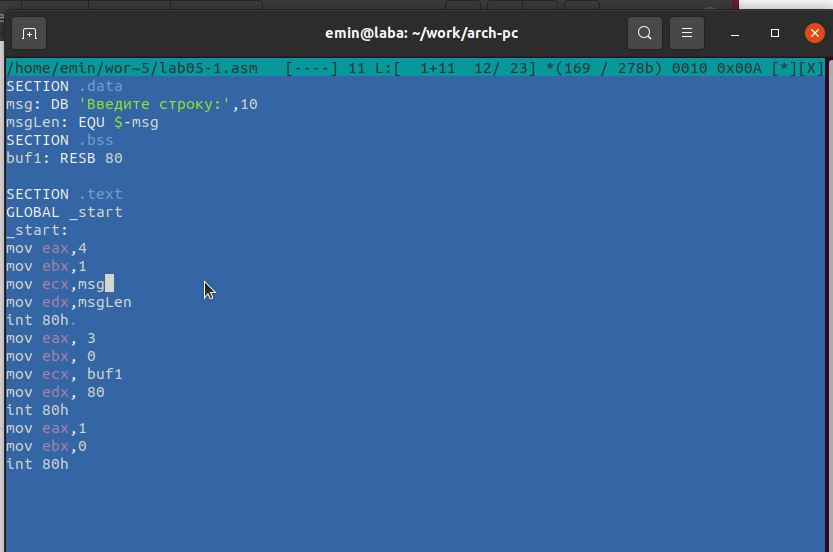 emin@laba: ~/work/arch-pc
/home/emin/wor~5/lab05-1.asm   [----] 11 L:[  1+11  12/ 23] *(169 / 278b) 0010 0x00A [*][X]
SECTION .data
msg: DB 'Введите строку:',10
msgLen: EQU $-msg
SECTION .bss
buf1: RESB 80

SECTION .text
GLOBAL _start
_start:
mov eax,4
mov ebx,1
mov ecx,msg
mov edx,msgLen
int 80h.
mov eax, 3
mov ebx, 0
mov ecx, buf1
mov edx, 80
int 80h
mov eax,1
mov ebx,0
int 80h